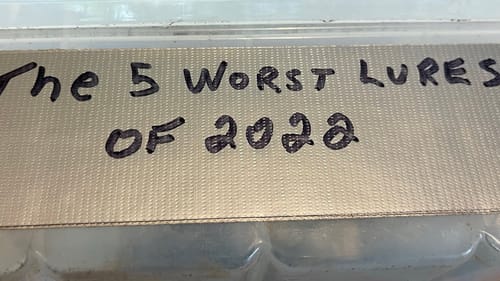 The 5 WORST LURES
OF 2022